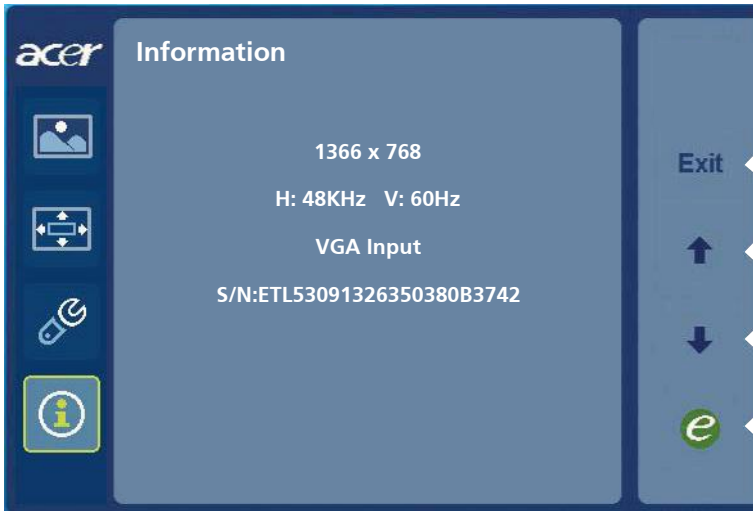 acer
Information
1366 x 768
H: 48KHz V: 60Hz
VGA Input
S/N:ETL53091326350380B3742
Exit
e